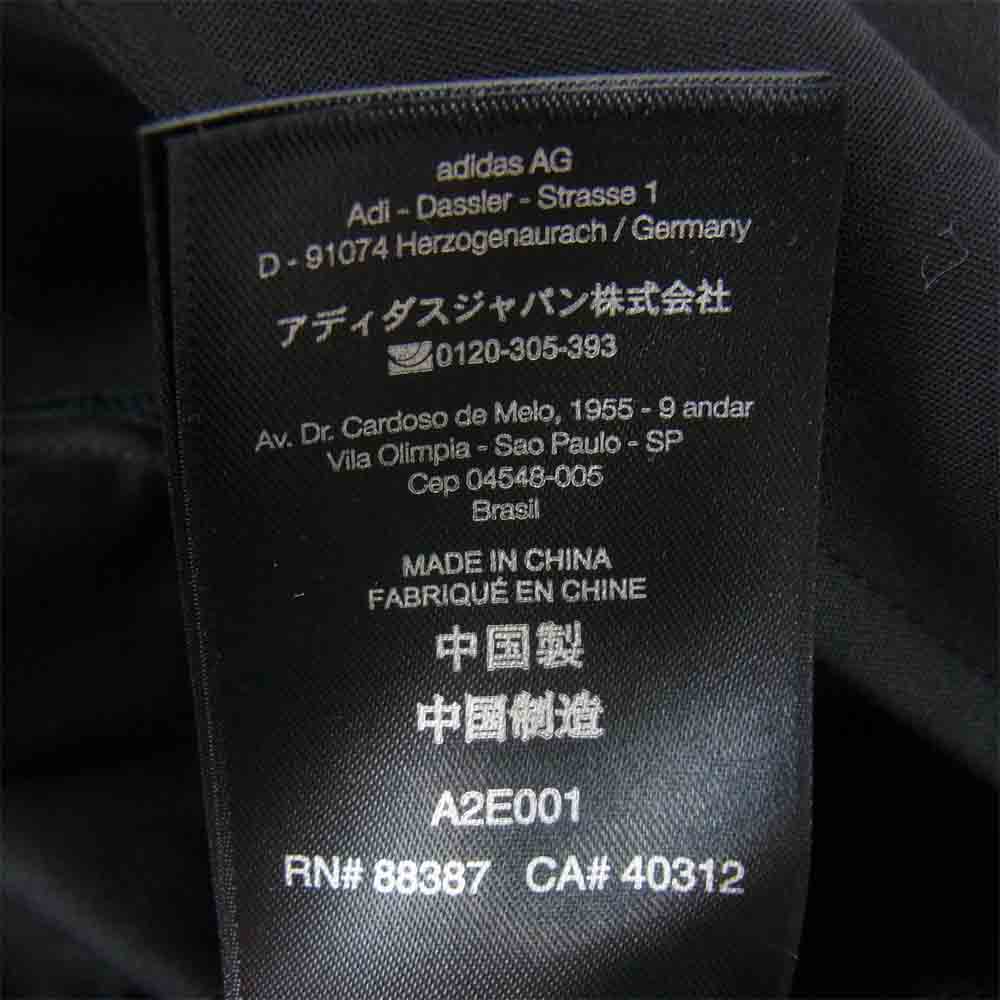 adidas AG
Adi - Dassler - Strasse 1
D - 91074 Herzogenaurach / Germany
アディダスジャパン株式会社
0120-305-393
Av. Dr. Cardoso de Melo, 1955 - 9 andar
Vila Olimpia - Sao Paulo - SP
Cep 04548-005
Brasil
MADE IN CHINA
FABRIQUÉ EN CHINE
中国製
中国制造
A2E001
RN# 88387 CA# 40312